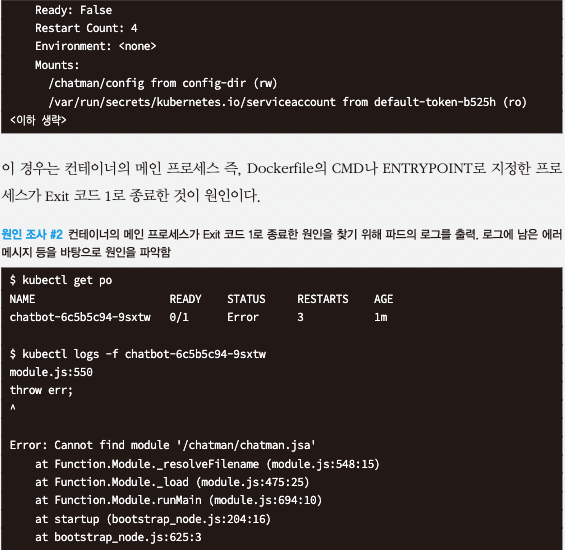 Ready: False
Restart Count: 4
Environment: <none>
Mounts:
/chatman/config from config-dir (rw)
/var/run/secrets/kubernetes.io/serviceaccount from default-token-b525h (ro)
<이하 생략>
이 경우는 컨테이너의 메인 프로세스 즉, Dockerfile의 CMD나 ENTRYPOINT로 지정한 프로
세스가 Exit 코드 1로 종료한 것이 원인이다.
원인 조사 #2 컨테이너의 메인 프로세스가 Exit 코드 1로 종료한 원인을 찾기 위해 파드의 로그를 출력. 로그에 남은 에러
메시지 등을 바탕으로 원인을 파악함
$ kubectl get po
NAME READY STATUS RESTARTS AGE
chatbot-6c5b5c94-9sxtw 0/1 Error 3 1m
$ kubectl logs -f chatbot-6c5b5c94-9sxtw
module.js:550
throw err;
^
Error: Cannot find module '/chatman/chatman.jsa'
at Function.Module._resolveFilename (module.js:548:15)
at Function.Module._load (module.js:475:25)
at Function.Module.runMain (module.js:694:10)
at startup (bootstrap_node.js:204:16)
at bootstrap_node.js:625:3